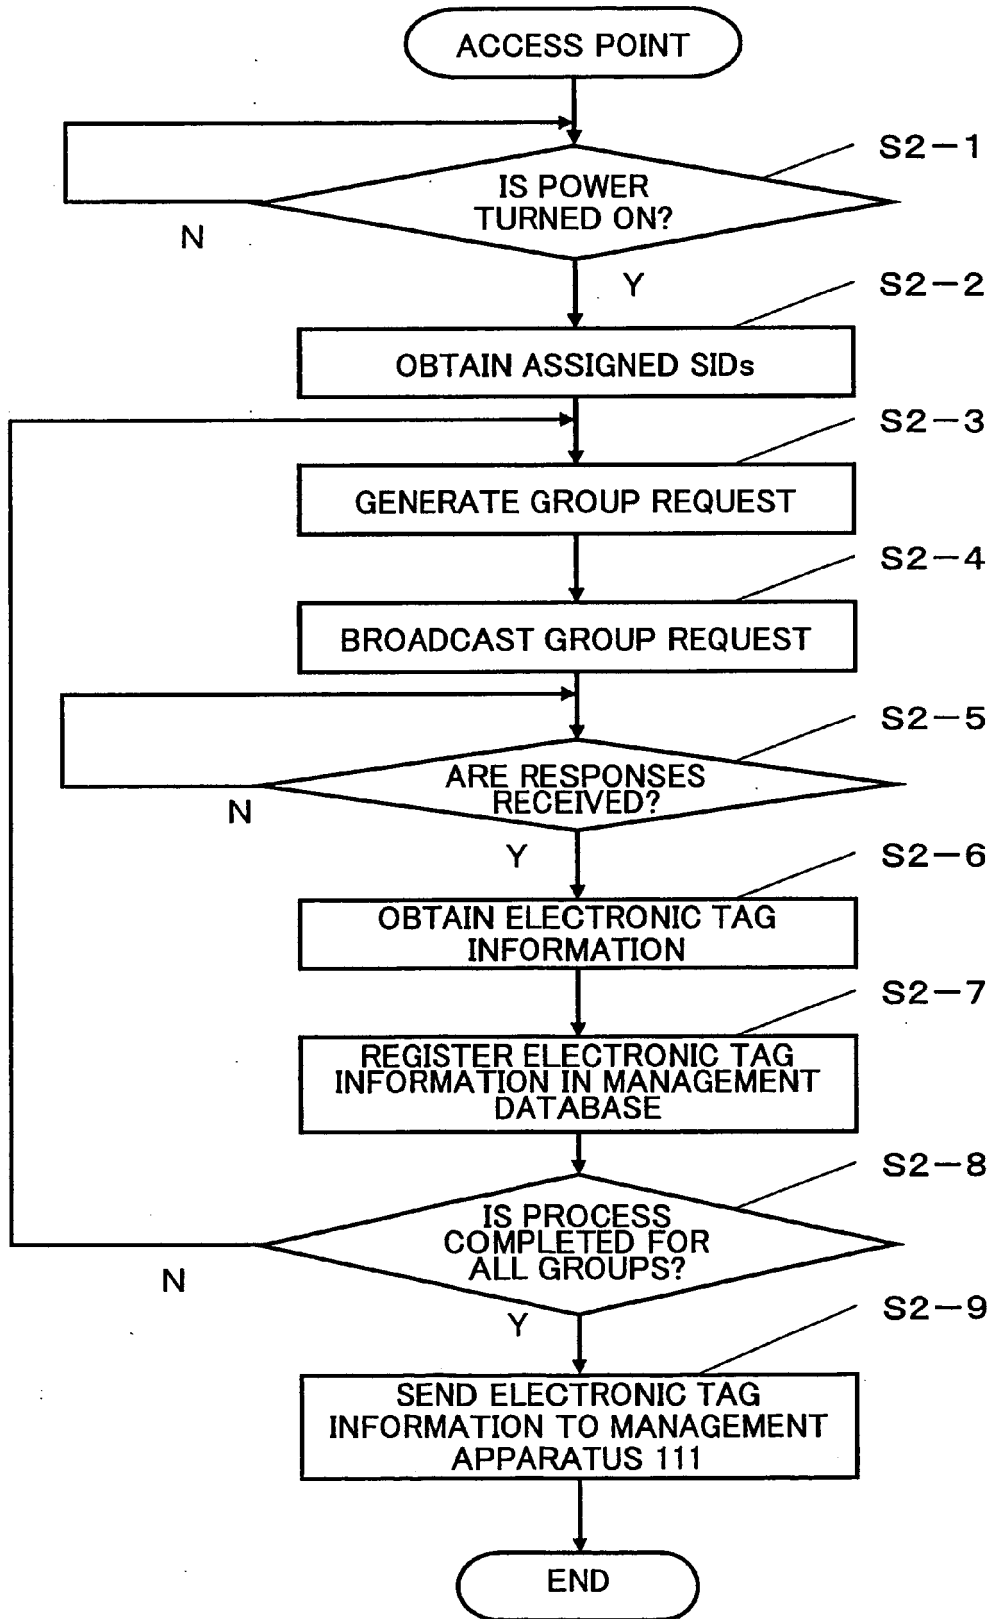 ACCESS POINT
S2-1
IS POWER
TURNED ON?
N
Y
S2-2
OBTAIN ASSIGNED SIDs
S2-3
GENERATE GROUP REQUEST
S2-4
BROADCAST GROUP REQUEST
S2-5
ARE RESPONSES
RECEIVED?
N
Y
S2-6
OBTAIN ELECTRONIC TAG
INFORMATION
S2-7
REGISTER ELECTRONIC TAG
INFORMATION IN MANAGEMENT
DATABASE
S2-8
IS PROCESS
COMPLETED FOR
ALL GROUPS?
N
Y
S2-9
SEND ELECTRONIC TAG
INFORMATION TO MANAGEMENT
APPARATUS 111
END